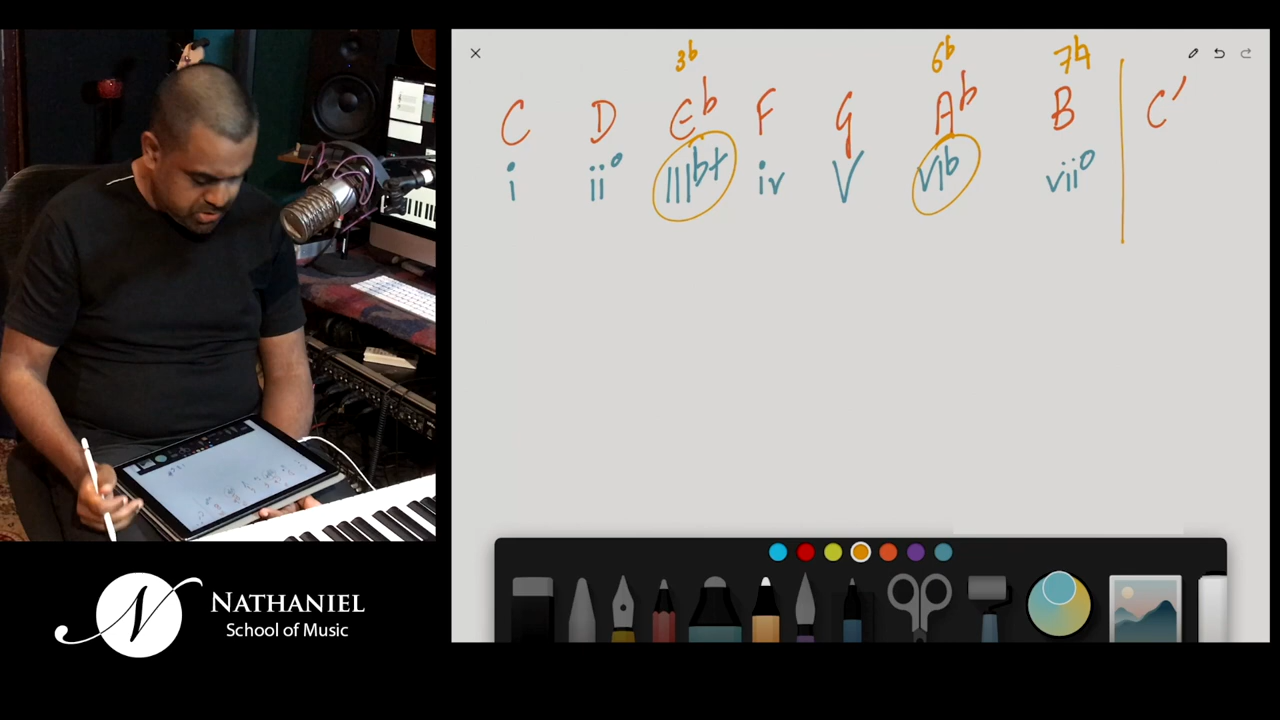 3b 6b 7♮
C D Eb F G Ab B C'
i ii° IIIb+ iv V VIb vii°
NATHANIEL
School of Music